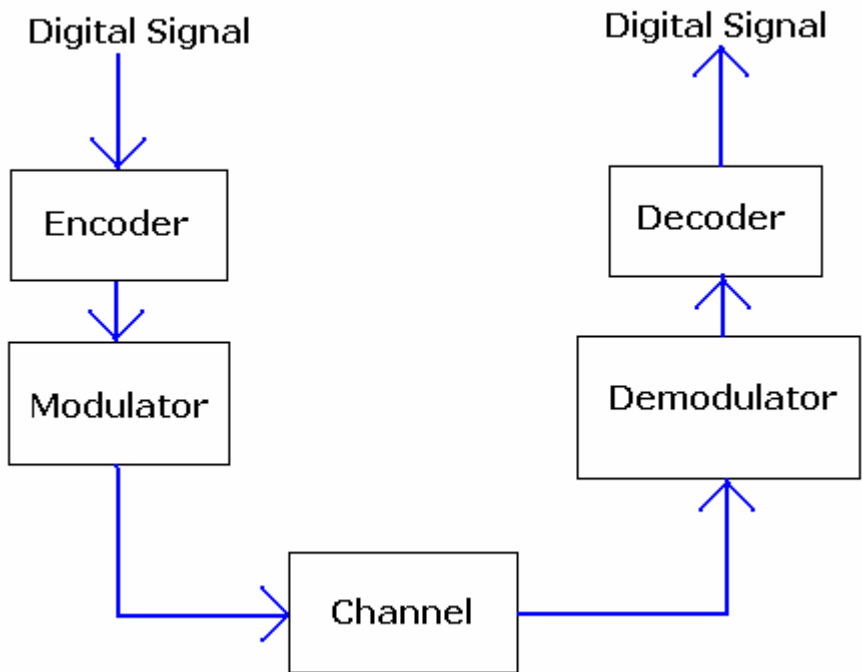 Digital Signal
Encoder
Modulator
Channel
Demodulator
Decoder
Digital Signal